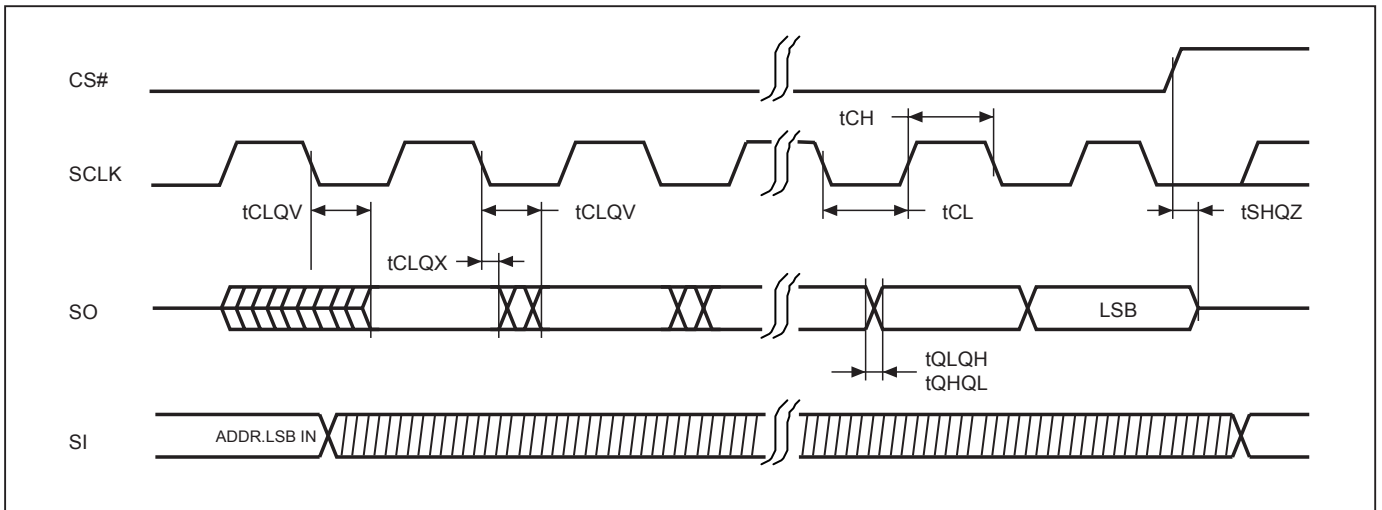 CS#
tCH
SCLK
tCLQV
tCLQV
tCL
tSHQZ
tCLQX
SO
LSB
tQLQH
tQHQL
SI
ADDR.LSB IN